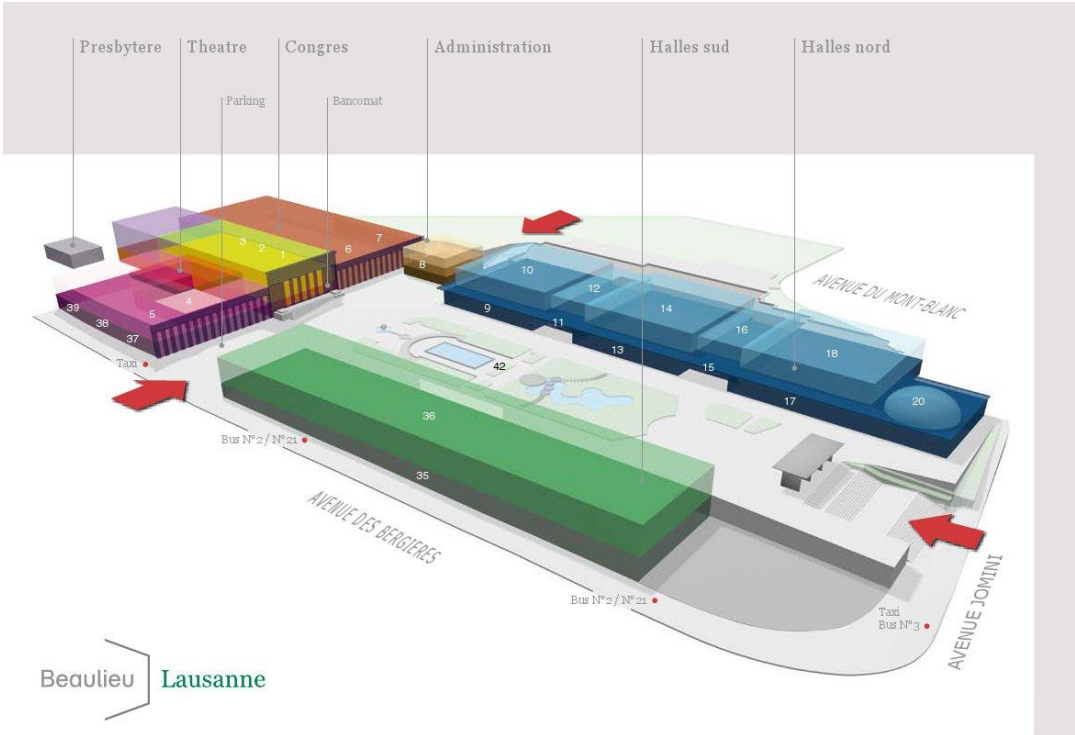 Presbytere
Theatre
Congres
Administration
Halles sud
Halles nord
Parking
Bancomat
3
2
1
6
7
8
10
12
14
16
18
20
9
11
13
15
17
AVENUE DU MONT-BLANC
39
38
37
5
4
Taxi
42
36
35
Bus N°2 / N°21
AVENUE DES BERGIERES
Bus N°2 / N°21
Taxi
Bus N°3
AVENUE JOMINI
Beaulieu Lausanne